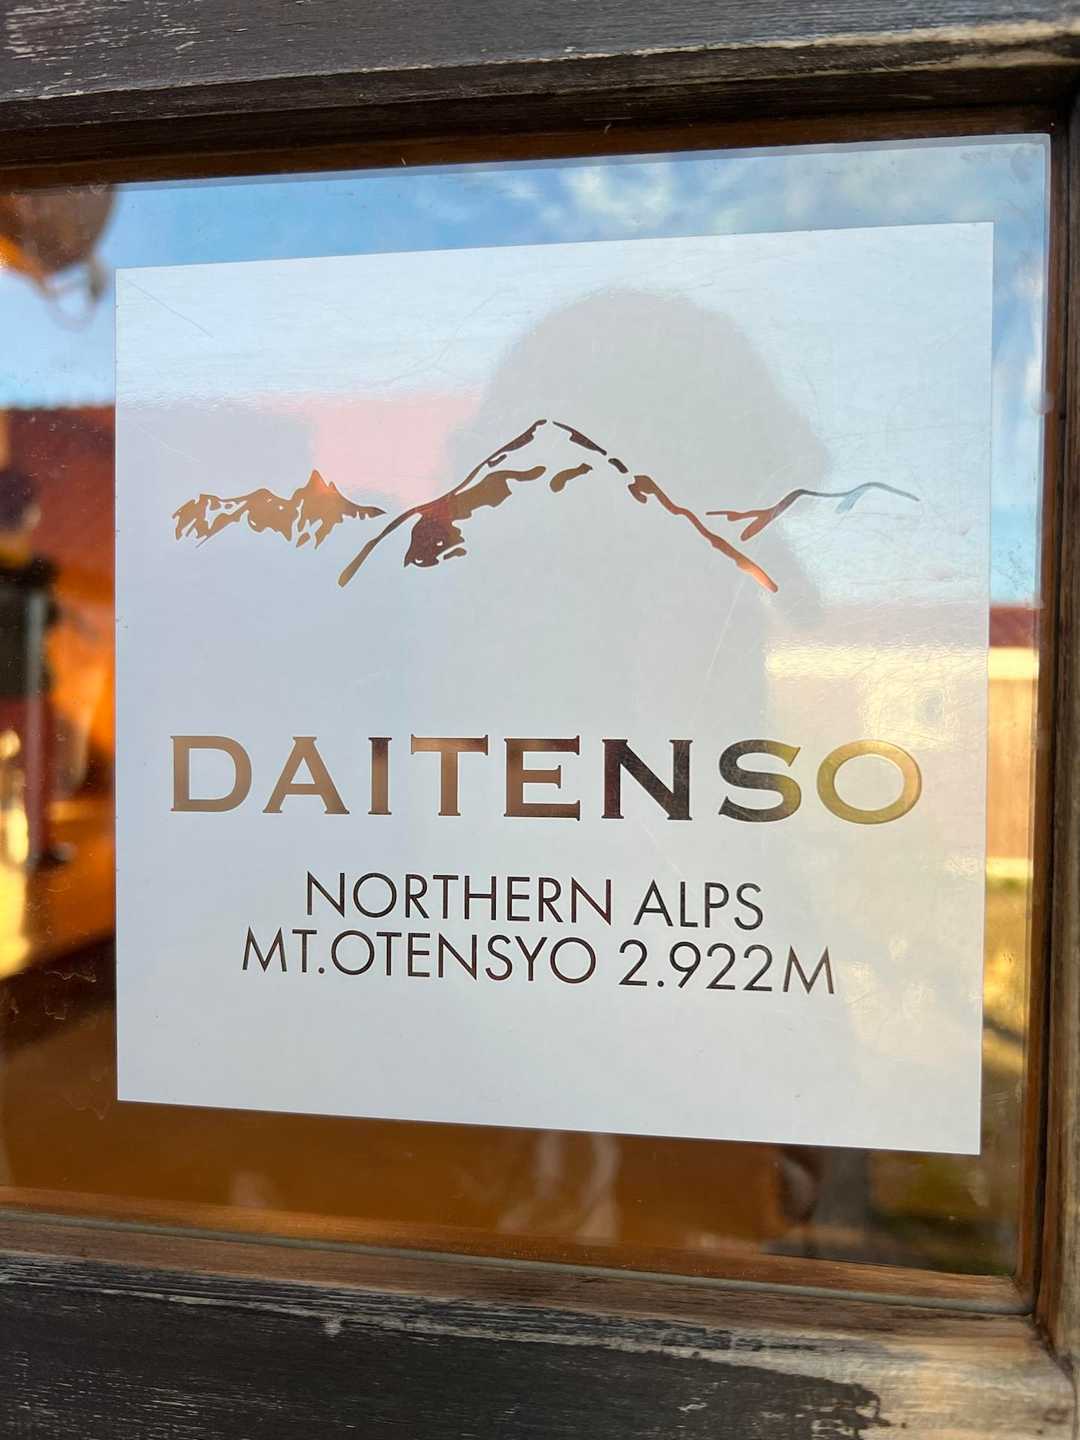 DAITENSO
NORTHERN ALPS
MT.OTENSYO 2.922M